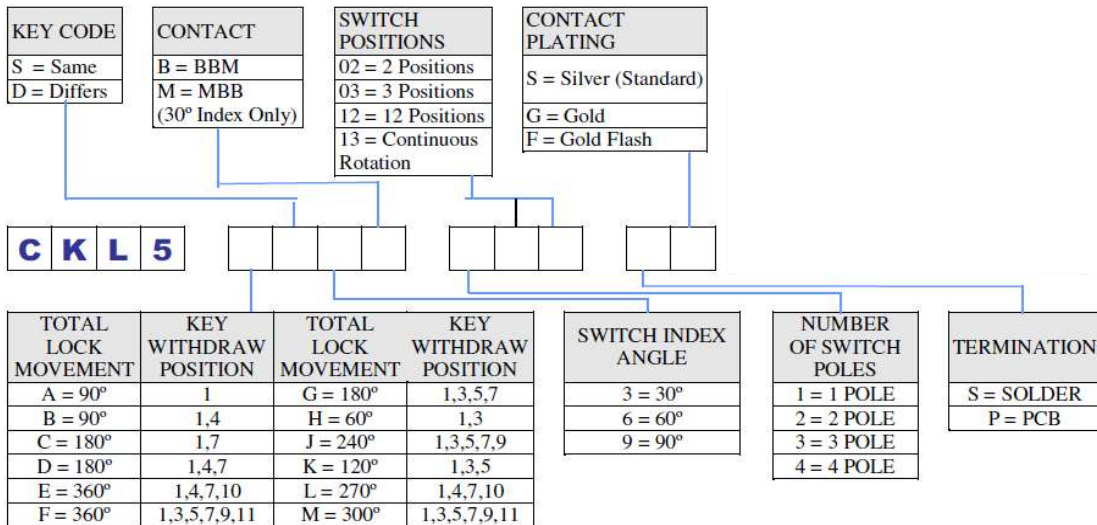 KEY CODE
S = Same
D = Differs
CONTACT
B = BBM
M = MBB
(30º Index Only)
SWITCH
POSITIONS
02 = 2 Positions
03 = 3 Positions
12 = 12 Positions
13 = Continuous
Rotation
CONTACT
PLATING
S = Silver (Standard)
G = Gold
F = Gold Flash
C K L 5
TOTAL
LOCK
MOVEMENT
KEY
WITHDRAW
POSITION
TOTAL
LOCK
MOVEMENT
KEY
WITHDRAW
POSITION
A = 90º 1 G = 180º 1,3,5,7
B = 90º 1,4 H = 60º 1,3
C = 180º 1,7 J = 240º 1,3,5,7,9
D = 180º 1,4,7 K = 120º 1,3,5
E = 360º 1,4,7,10 L = 270º 1,4,7,10
F = 360º 1,3,5,7,9,11 M = 300º 1,3,5,7,9,11
SWITCH INDEX
ANGLE
3 = 30º
6 = 60º
9 = 90º
NUMBER
OF SWITCH
POLES
1 = 1 POLE
2 = 2 POLE
3 = 3 POLE
4 = 4 POLE
TERMINATION
S = SOLDER
P = PCB